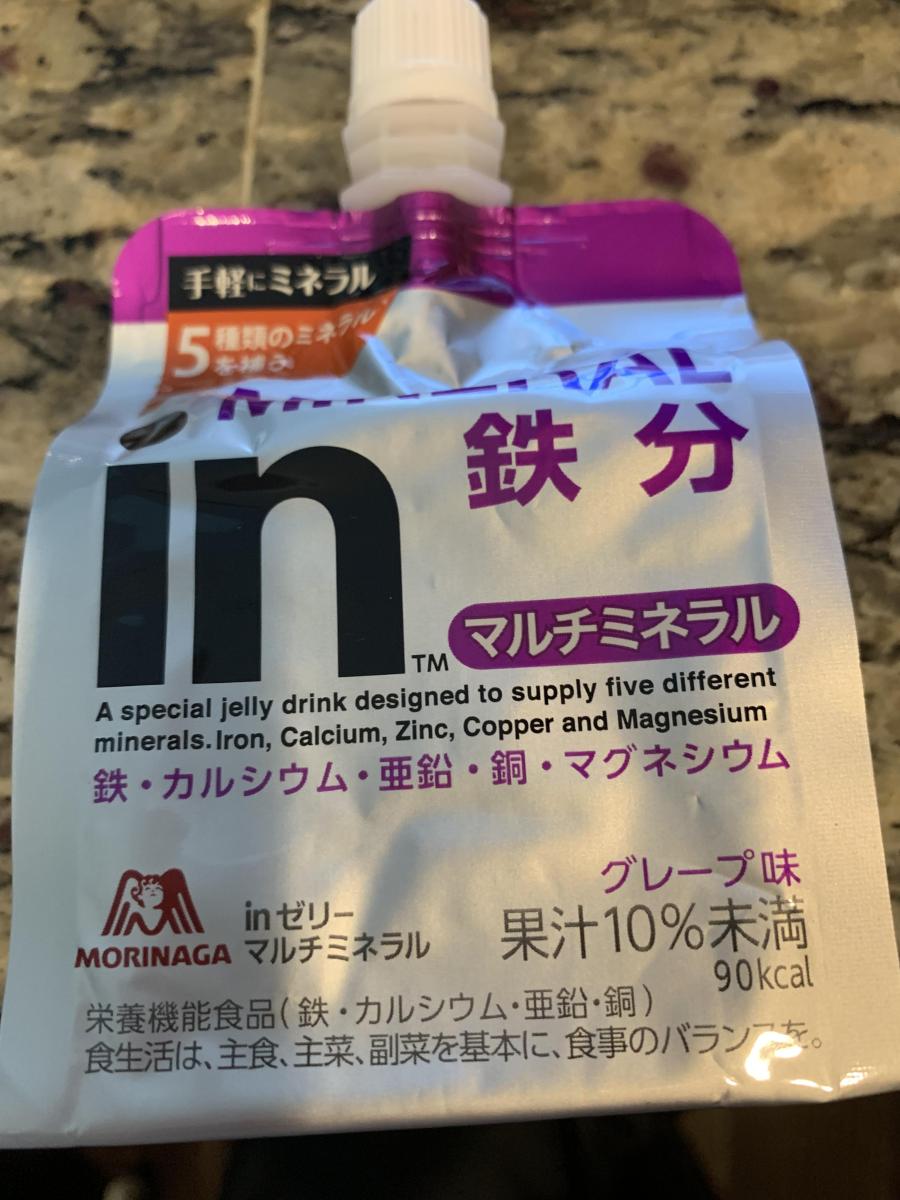 手軽にミネラル
5種類のミネラル
を補給
MINERAL
in
鉄分
TM
マルチミネラル
A special jelly drink designed to supply five different
minerals.Iron, Calcium, Zinc, Copper and Magnesium
鉄・カルシウム・亜鉛・銅・マグネシウム
グレープ味
果汁10%未満
90kcal
MORINAGA
inゼリー
マルチミネラル
栄養機能食品(鉄・カルシウム・亜鉛・銅)
食生活は、主食、主菜、副菜を基本に、食事のバランスを。